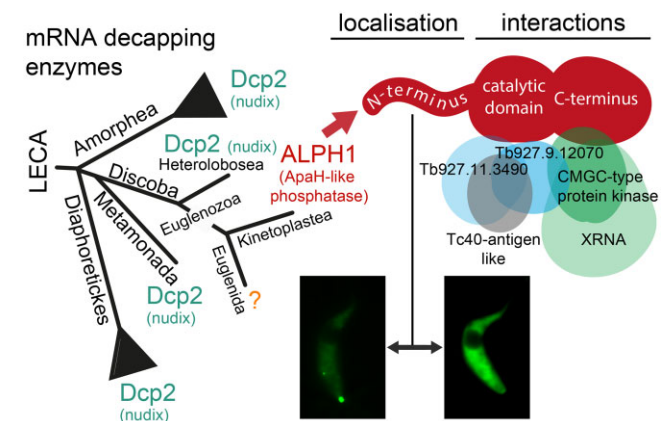 mRNA decapping
enzymes
LECA
Amorphea
Dcp2
(nudix)
Discoba
Dcp2 (nudix)
Heterolobosea
Euglenozoa
Kinetoplastea
Euglenida
?
ALPH1
(ApaH-like
phosphatase)
Metamonada
Dcp2
(nudix)
Diaphoretickes
Dcp2
(nudix)
localisation
interactions
N-terminus
catalytic
domain
C-terminus
Tb927.9.12070
Tb927.11.3490
CMGC-type
protein kinase
Tc40-antigen
like
XRNA